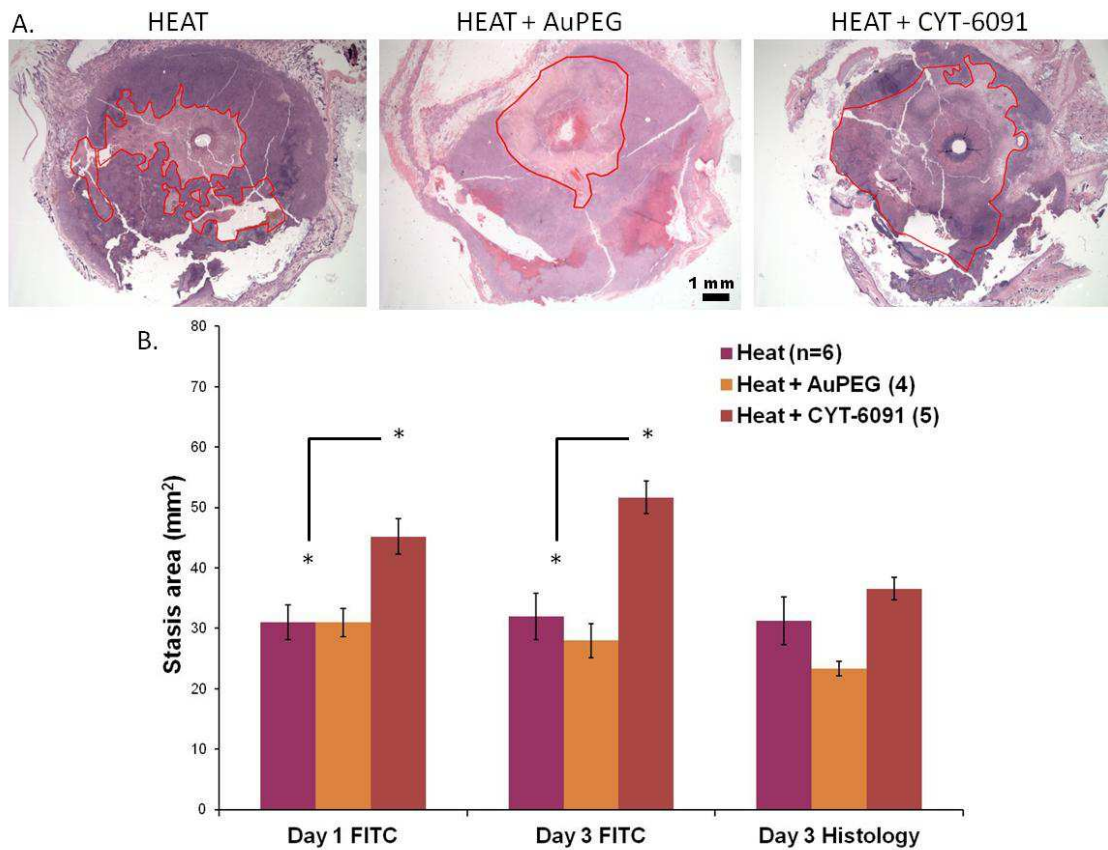 A.
HEAT
HEAT + AuPEG
HEAT + CYT-6091
1 mm
B.
Heat (n=6)
Heat + AuPEG (4)
Heat + CYT-6091 (5)
Stasis area (mm²)
80
70
60
50
40
30
20
10
0
* *
* *
Day 1 FITC
Day 3 FITC
Day 3 Histology